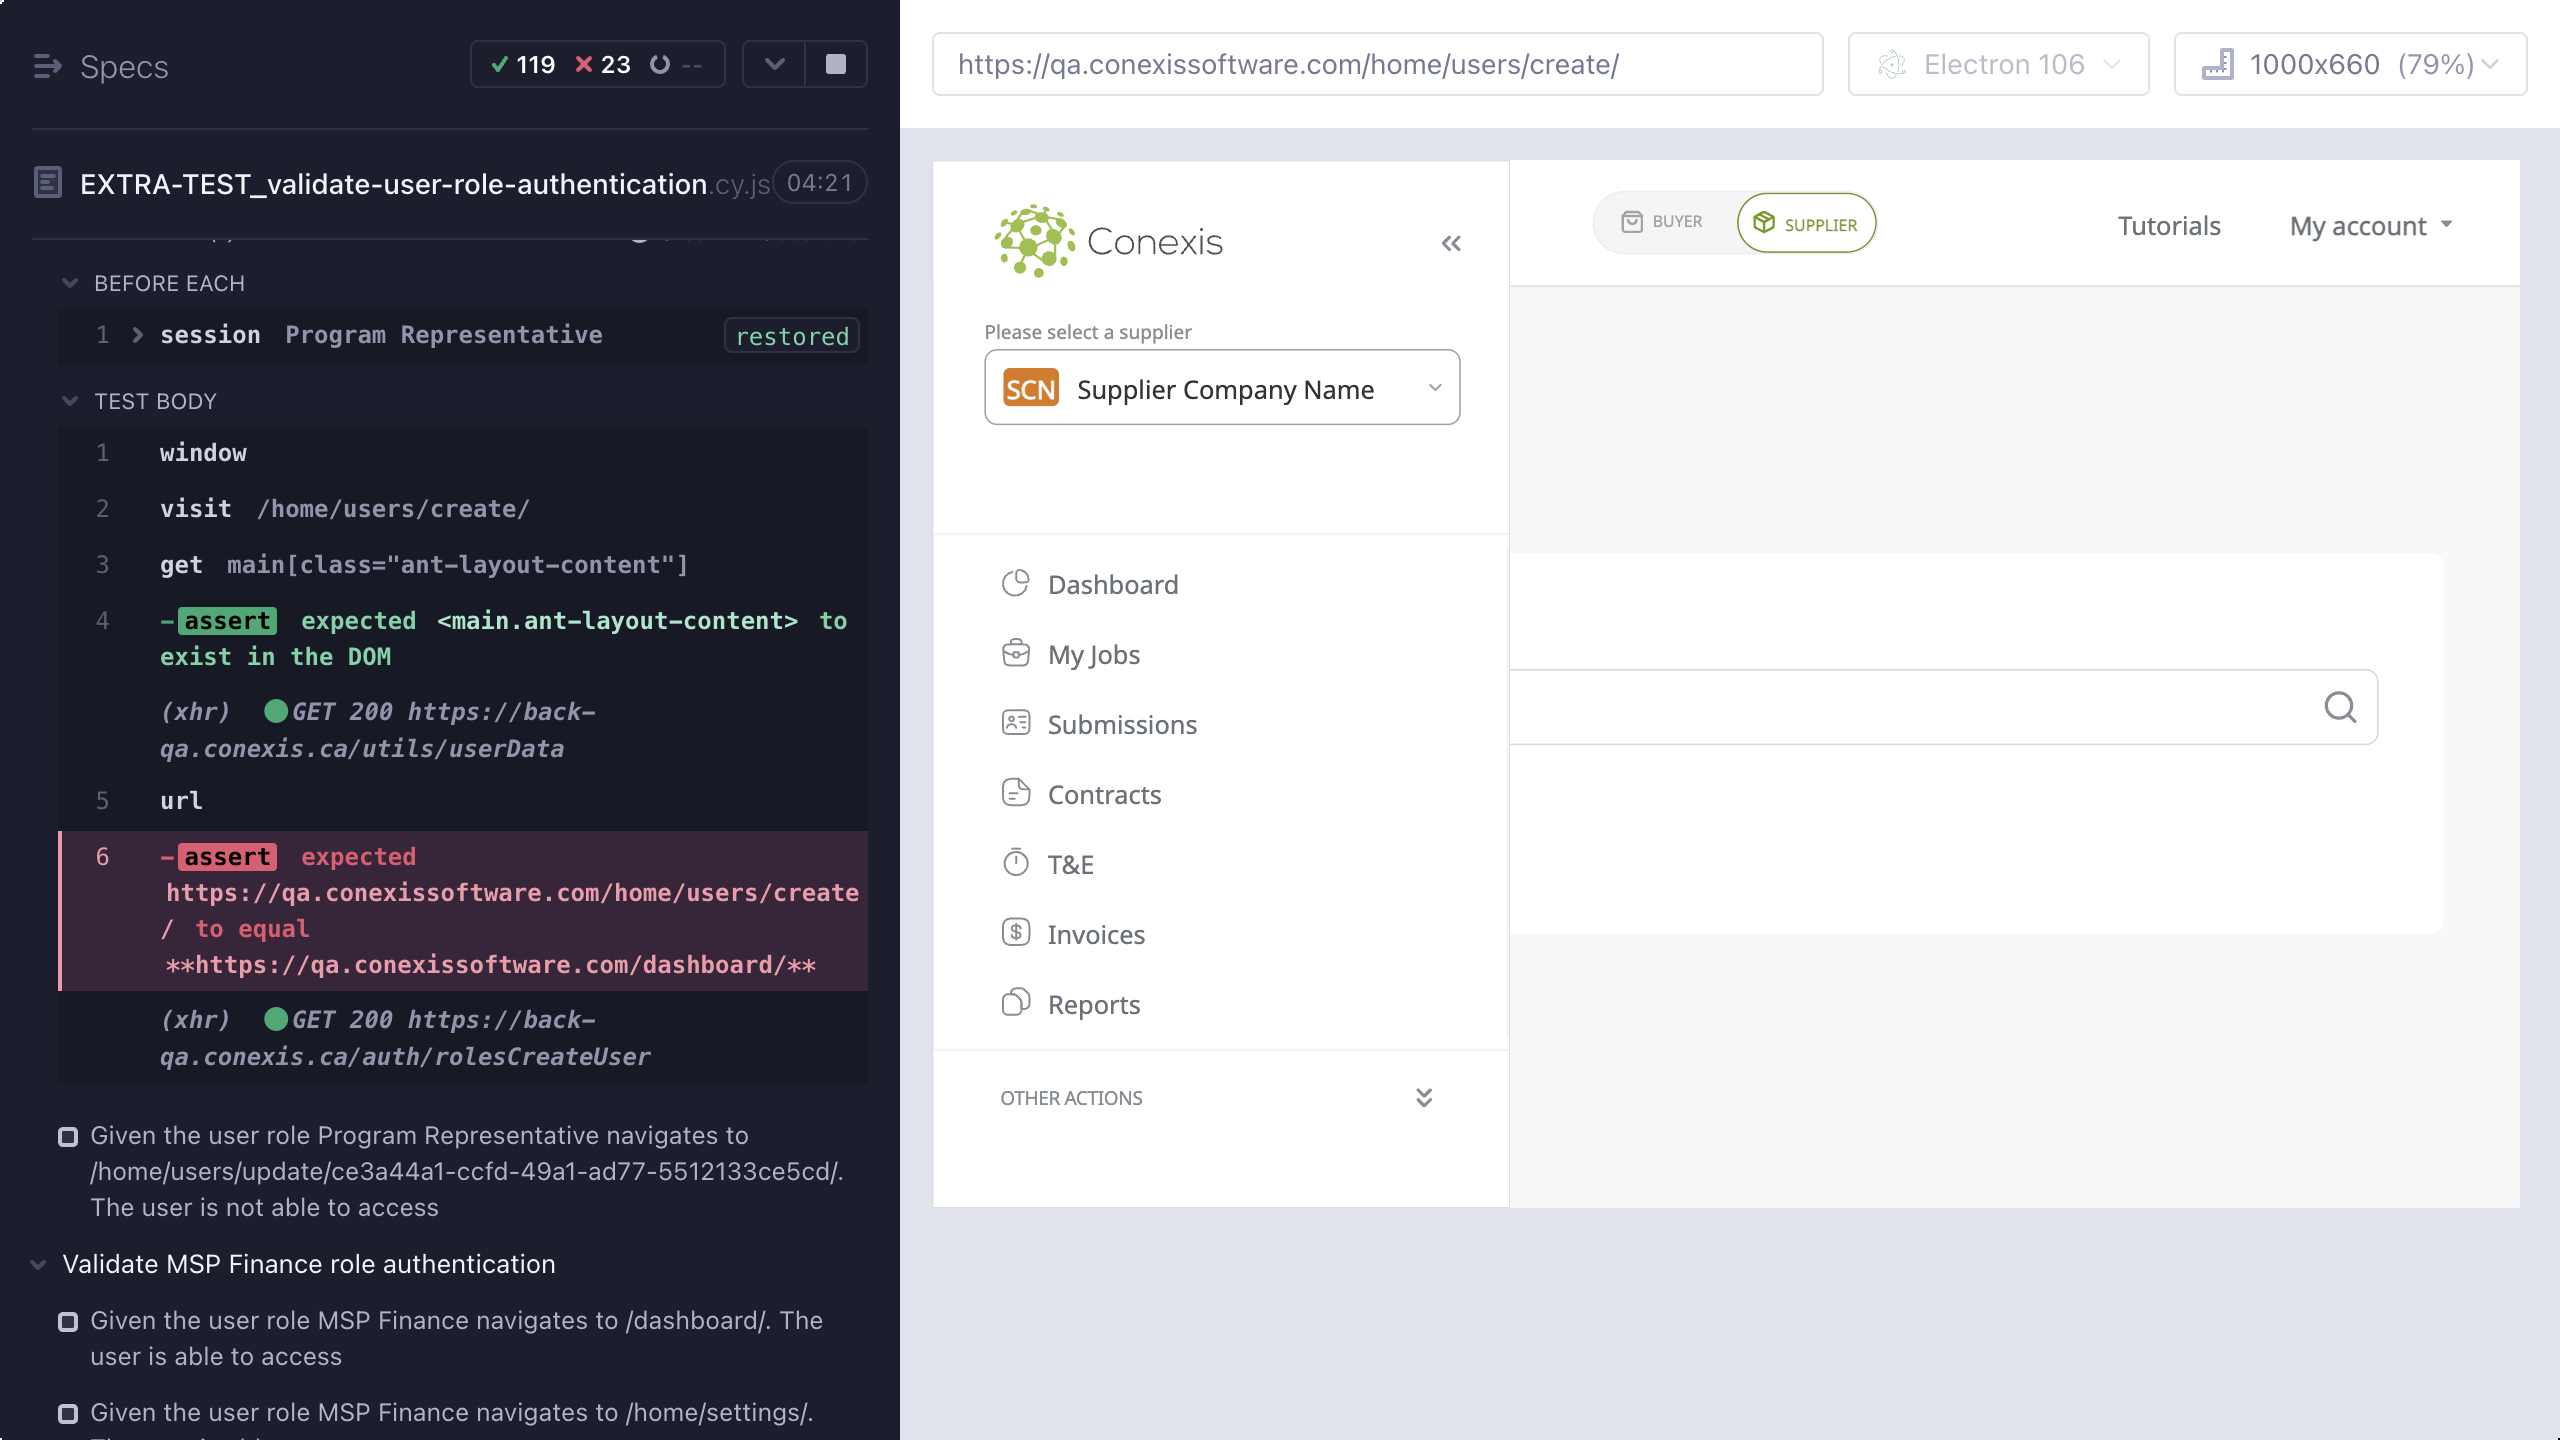 Specs
119 23 --
EXTRA-TEST_validate-user-role-authentication.cy.js 04:21
BEFORE EACH
1 session Program Representative restored
TEST BODY
1 window
2 visit /home/users/create/
3 get main[class="ant-layout-content"]
4 -assert expected <main.ant-layout-content> to
exist in the DOM
(xhr) GET 200 https://back-
qa.conexis.ca/utils/userData
5 url
6 -assert expected
https://qa.conexissoftware.com/home/users/create
/ to equal
**https://qa.conexissoftware.com/dashboard/**
(xhr) GET 200 https://back-
qa.conexis.ca/auth/rolesCreateUser
Given the user role Program Representative navigates to
/home/users/update/ce3a44a1-ccfd-49a1-ad77-5512133ce5cd/.
The user is not able to access
Validate MSP Finance role authentication
Given the user role MSP Finance navigates to /dashboard/. The
user is able to access
Given the user role MSP Finance navigates to /home/settings/.
https://qa.conexissoftware.com/home/users/create/
Electron 106
1000x660 (79%)
Conexis
BUYER
SUPPLIER
Tutorials
My account
Please select a supplier
SCN Supplier Company Name
Dashboard
My Jobs
Submissions
Contracts
T&E
Invoices
Reports
OTHER ACTIONS